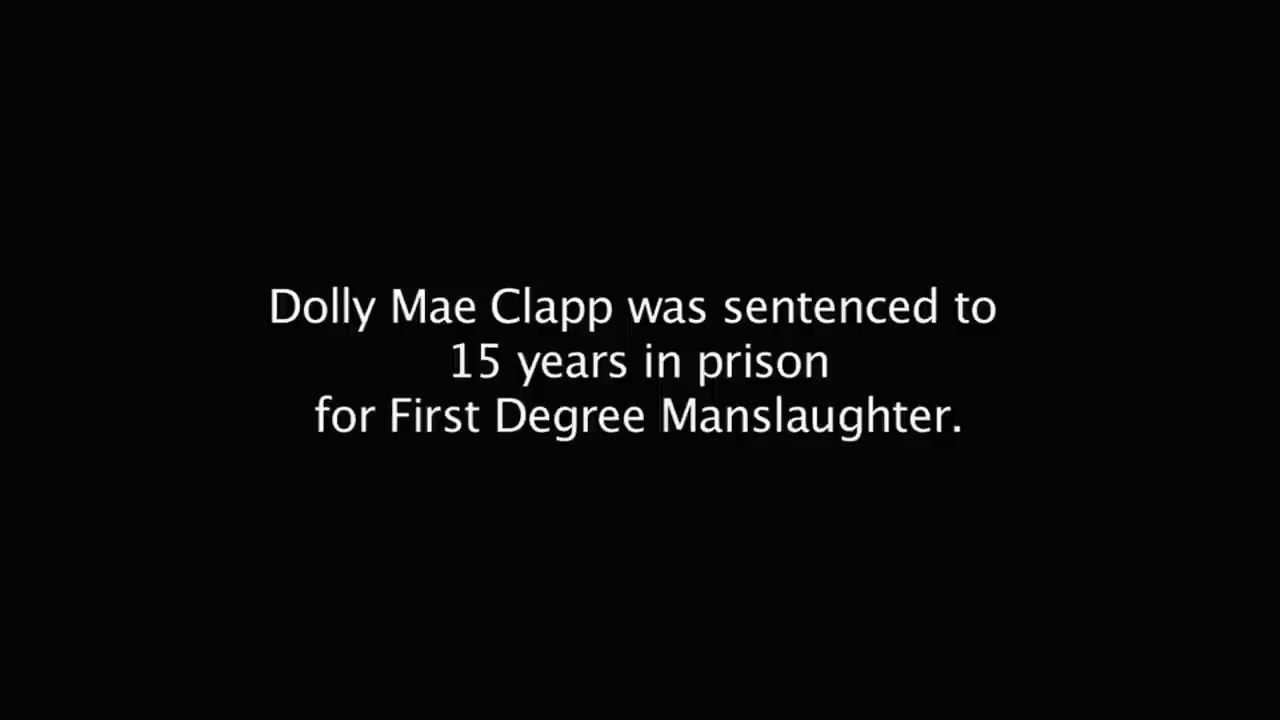 Dolly Mae Clapp was sentenced to
15 years in prison
for First Degree Manslaughter.